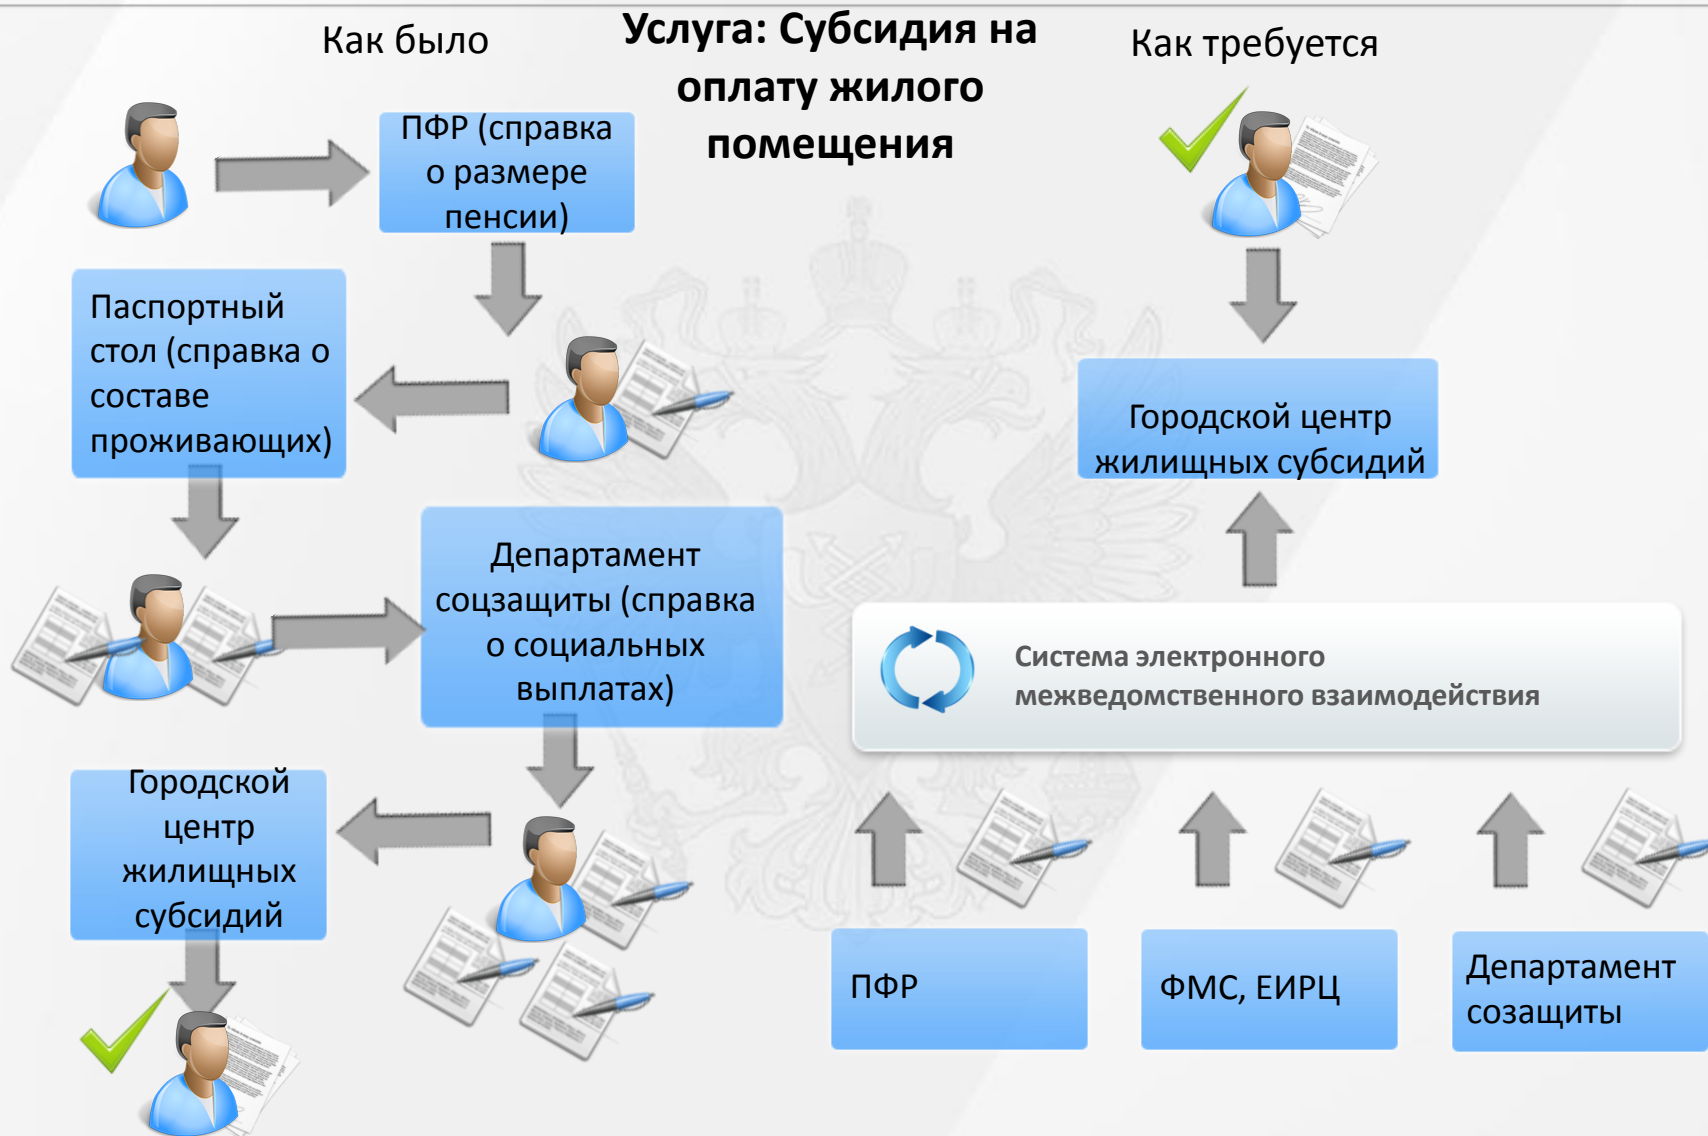 Как было
Услуга: Субсидия на
оплату жилого
помещения
Как требуется
ПФР (справка
о размере
пенсии)
Паспортный
стол (справка о
составе
проживающих)
Департамент
соцзащиты (справка
о социальных
выплатах)
Городской
центр
жилищных
субсидий
Городской центр
жилищных субсидий
Система электронного
межведомственного взаимодействия
ПФР
ФМС, ЕИРЦ
Департамент
созащиты